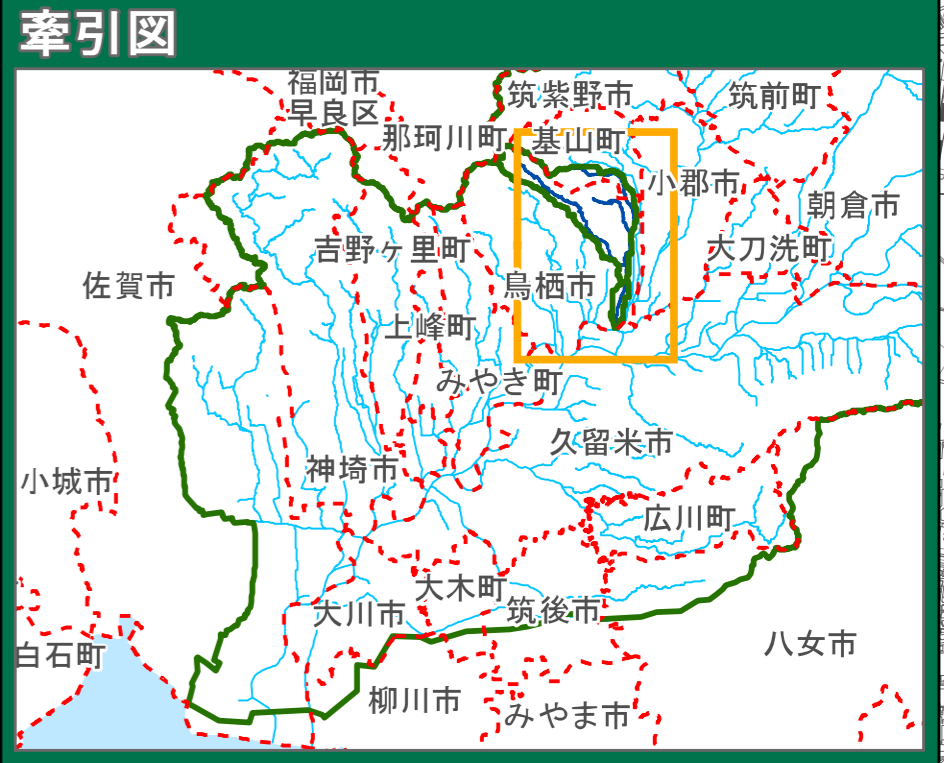 牽引図
福岡市
早良区
筑紫野市
筑前町
那珂川町
基山町
小郡市
朝倉市
吉野ヶ里町
大刀洗町
佐賀市
鳥栖市
上峰町
みやき町
久留米市
神埼市
小城市
広川町
大木町
大川市
筑後市
八女市
白石町
柳川市
みやま市